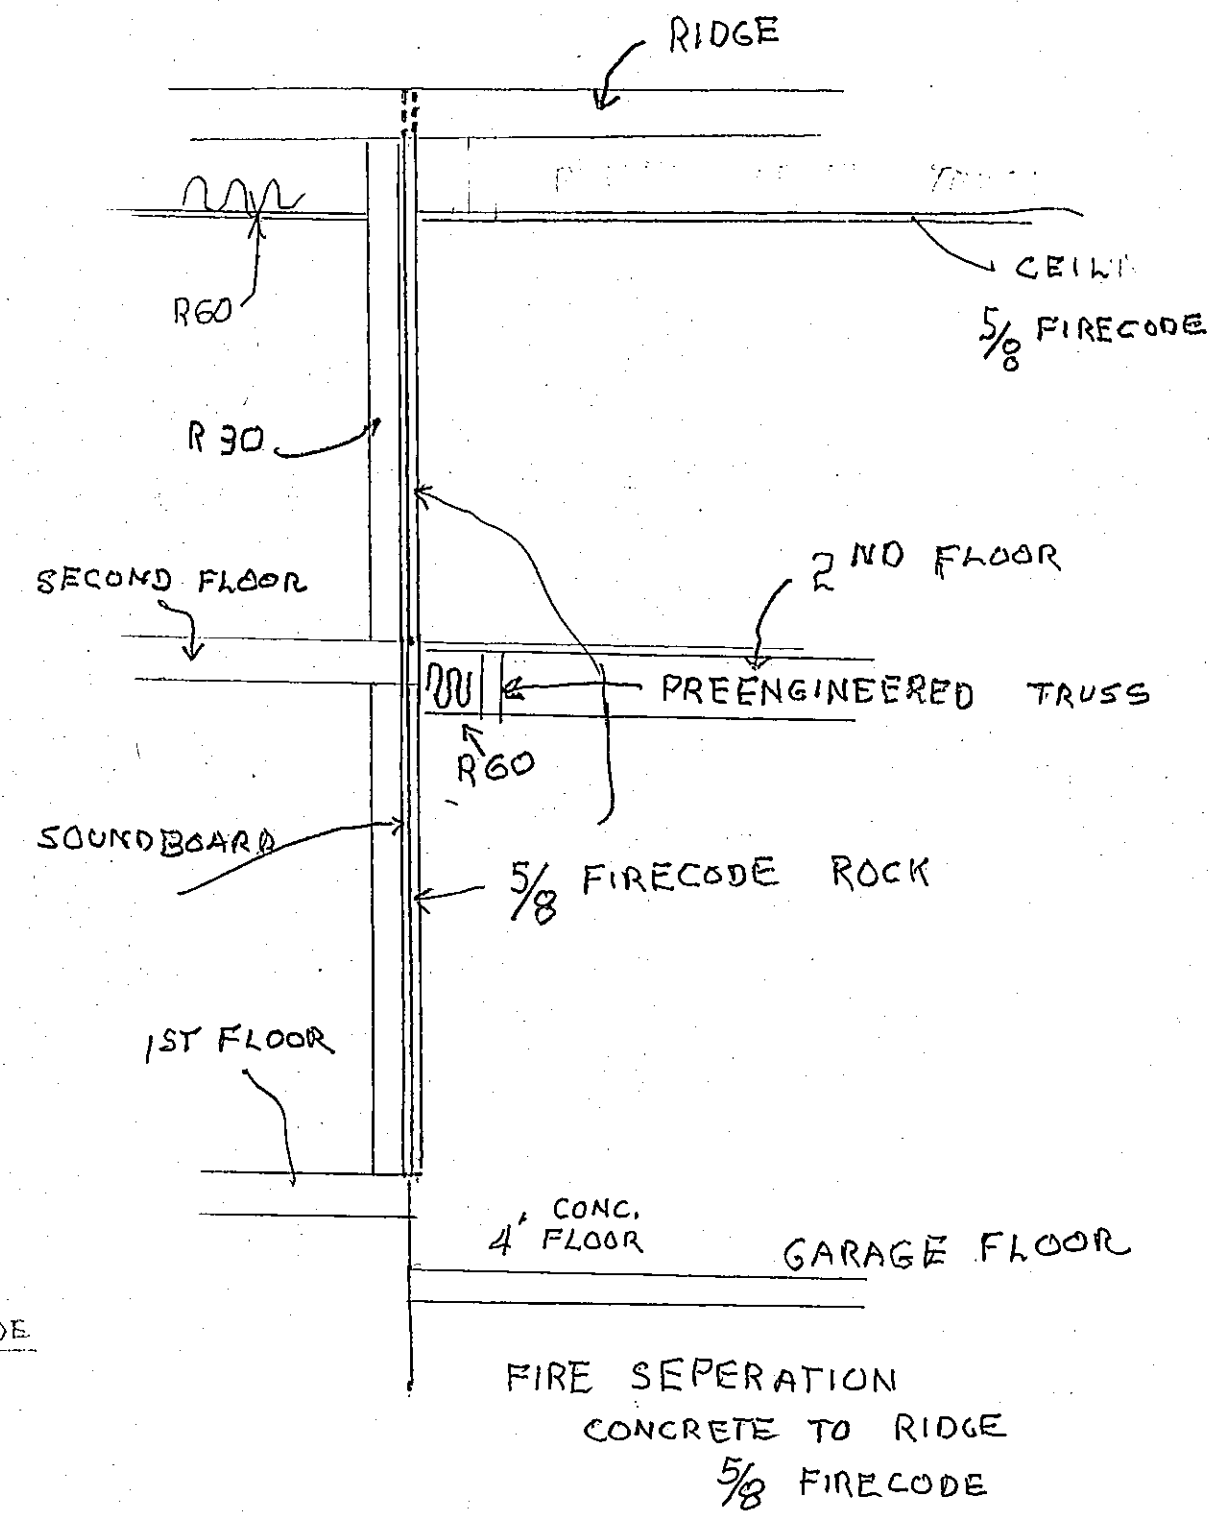 RIDGE
R60
CEILI
5/8 FIRECODE
R 30
SECOND FLOOR
2ND FLOOR
PREENGINEERED TRUSS
R60
SOUNDBOARD
5/8 FIRECODE ROCK
1ST FLOOR
4' CONC. FLOOR
GARAGE FLOOR
DE
FIRE SEPERATION
CONCRETE TO RIDGE
5/8 FIRECODE